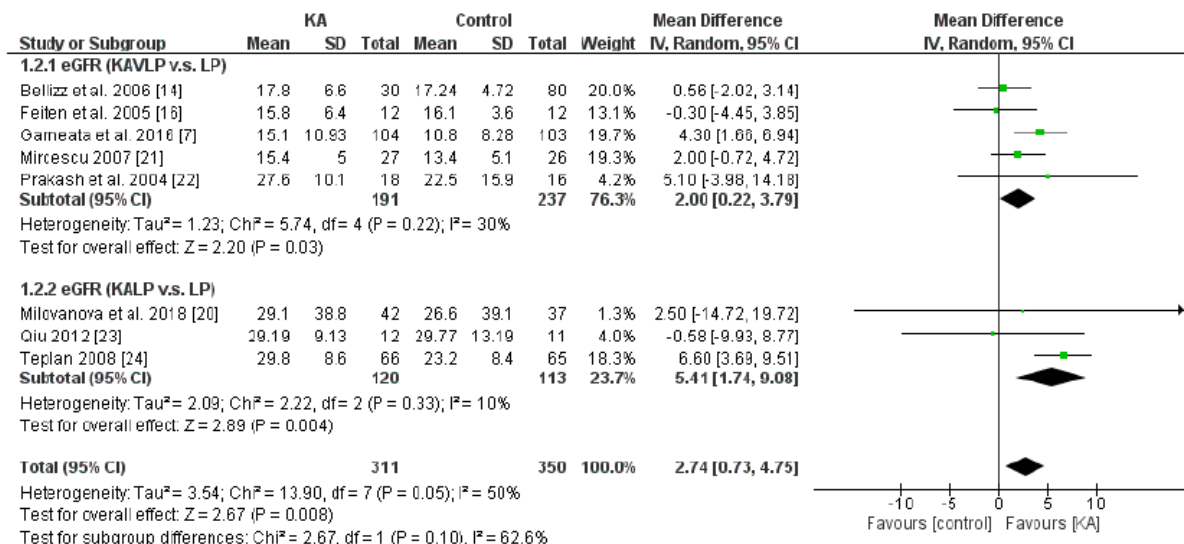 KA Control Mean Difference Mean Difference
Study or Subgroup Mean SD Total Mean SD Total Weight IV, Random, 95% CI IV, Random, 95% CI
1.2.1 eGFR (KAVLP v.s. LP)
Bellizz et al. 2006 [14] 17.8 6.6 30 17.24 4.72 80 20.0% 0.56 [-2.02, 3.14]
Feiten et al. 2005 [16] 15.8 6.4 12 16.1 3.6 12 13.1% -0.30 [-4.45, 3.85]
Garneata et al. 2016 [7] 15.1 10.93 104 10.8 8.28 103 19.7% 4.30 [1.66, 6.94]
Mircescu 2007 [21] 15.4 5 27 13.4 5.1 26 19.3% 2.00 [-0.72, 4.72]
Prakash et al. 2004 [22] 27.6 10.1 18 22.5 15.9 16 4.2% 5.10 [-3.98, 14.18]
Subtotal (95% CI) 191 237 76.3% 2.00 [0.22, 3.79]
Heterogeneity: Tau² = 1.23; Chi² = 5.74, df = 4 (P = 0.22); I² = 30%
Test for overall effect: Z = 2.20 (P = 0.03)
1.2.2 eGFR (KALP v.s. LP)
Milovanova et al. 2018 [20] 29.1 38.8 42 26.6 39.1 37 1.3% 2.50 [-14.72, 19.72]
Qiu 2012 [23] 29.19 9.13 12 29.77 13.19 11 4.0% -0.58 [-9.93, 8.77]
Teplan 2008 [24] 29.8 8.6 66 23.2 8.4 65 18.3% 6.60 [3.69, 9.51]
Subtotal (95% CI) 120 113 23.7% 5.41 [1.74, 9.08]
Heterogeneity: Tau² = 2.09; Chi² = 2.22, df = 2 (P = 0.33); I² = 10%
Test for overall effect: Z = 2.89 (P = 0.004)
Total (95% CI) 311 350 100.0% 2.74 [0.73, 4.75]
Heterogeneity: Tau² = 3.54; Chi² = 13.90, df = 7 (P = 0.05); I² = 50%
Test for overall effect: Z = 2.67 (P = 0.008)
Test for subgroup differences: Chi² = 2.67, df = 1 (P = 0.10), I² = 62.6%
-10 -5 0 5 10
Favours [control] Favours [KA]